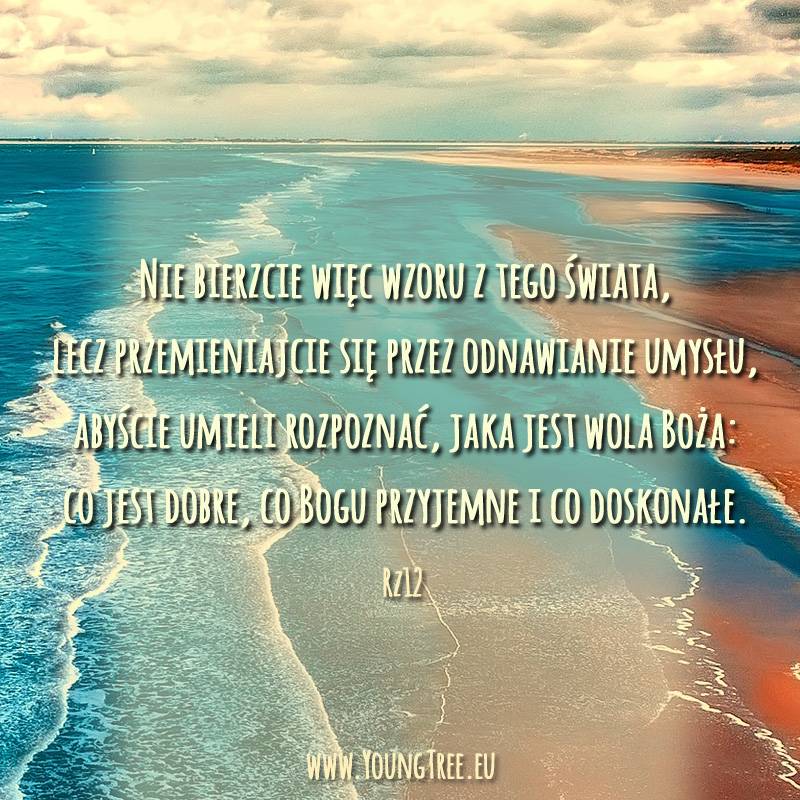 Nie bierzcie więc wzoru z tego świata,
lecz przemieniajcie się przez odnawianie umysłu,
abyście umieli rozpoznać, jaka jest wola Boża:
co jest dobre, co Bogu przyjemne i co doskonałe.
Rz12
www.YoungTree.eu